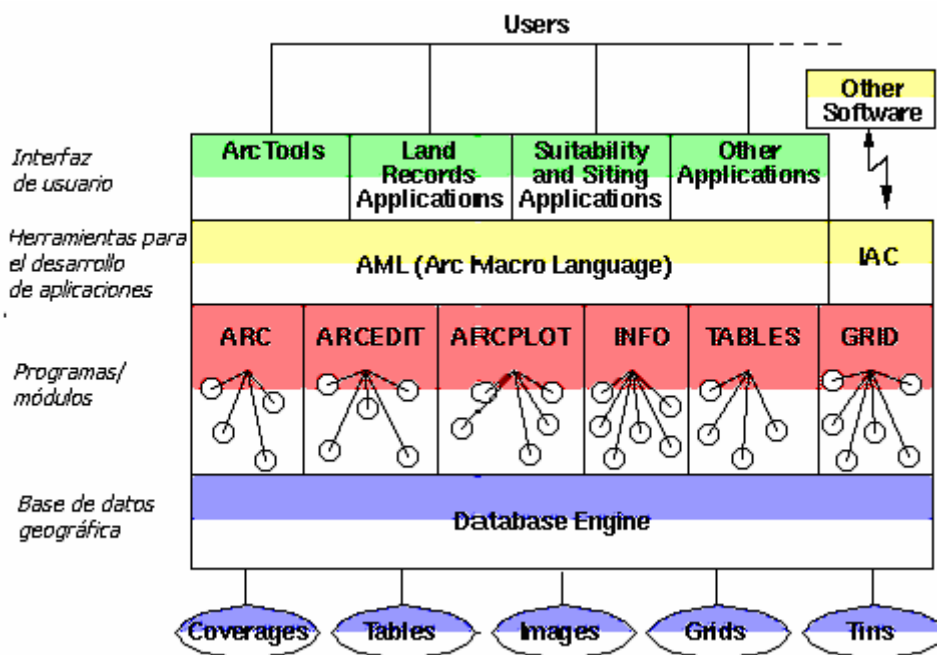 Users
Other
Software
Interfaz
de usuario
ArcTools
Land
Records
Applications
Suitability
and Siting
Applications
Other
Applications
Herramientas para
el desarrollo
de aplicaciones
AML (Arc Macro Language)
IAC
Programas/
módulos
ARC
ARCEDIT
ARCPLOT
INFO
TABLES
GRID
Base de datos
geográfica
Database Engine
Coverages
Tables
Images
Grids
Tins